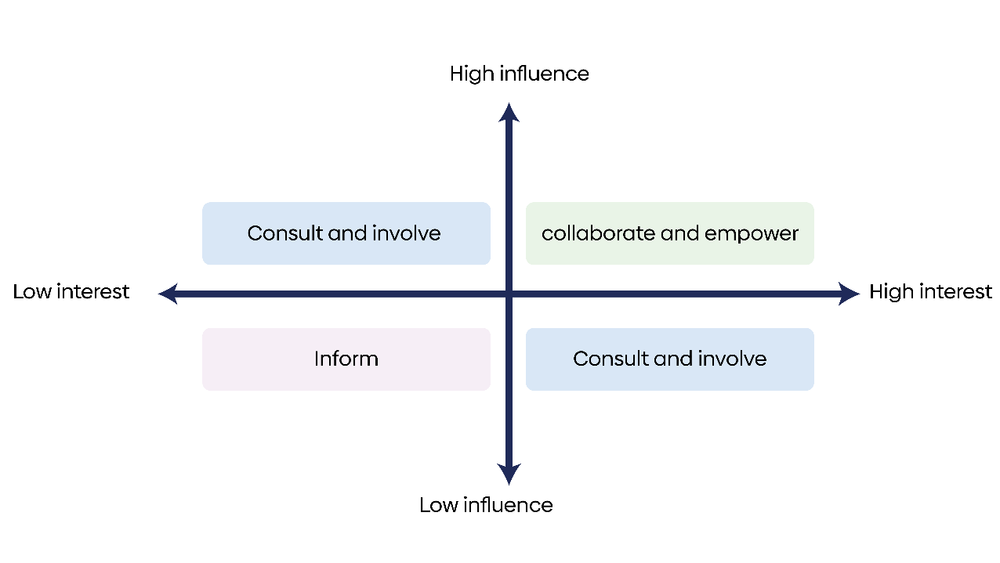 High influence
Consult and involve
collaborate and empower
Low interest
High interest
Inform
Consult and involve
Low influence